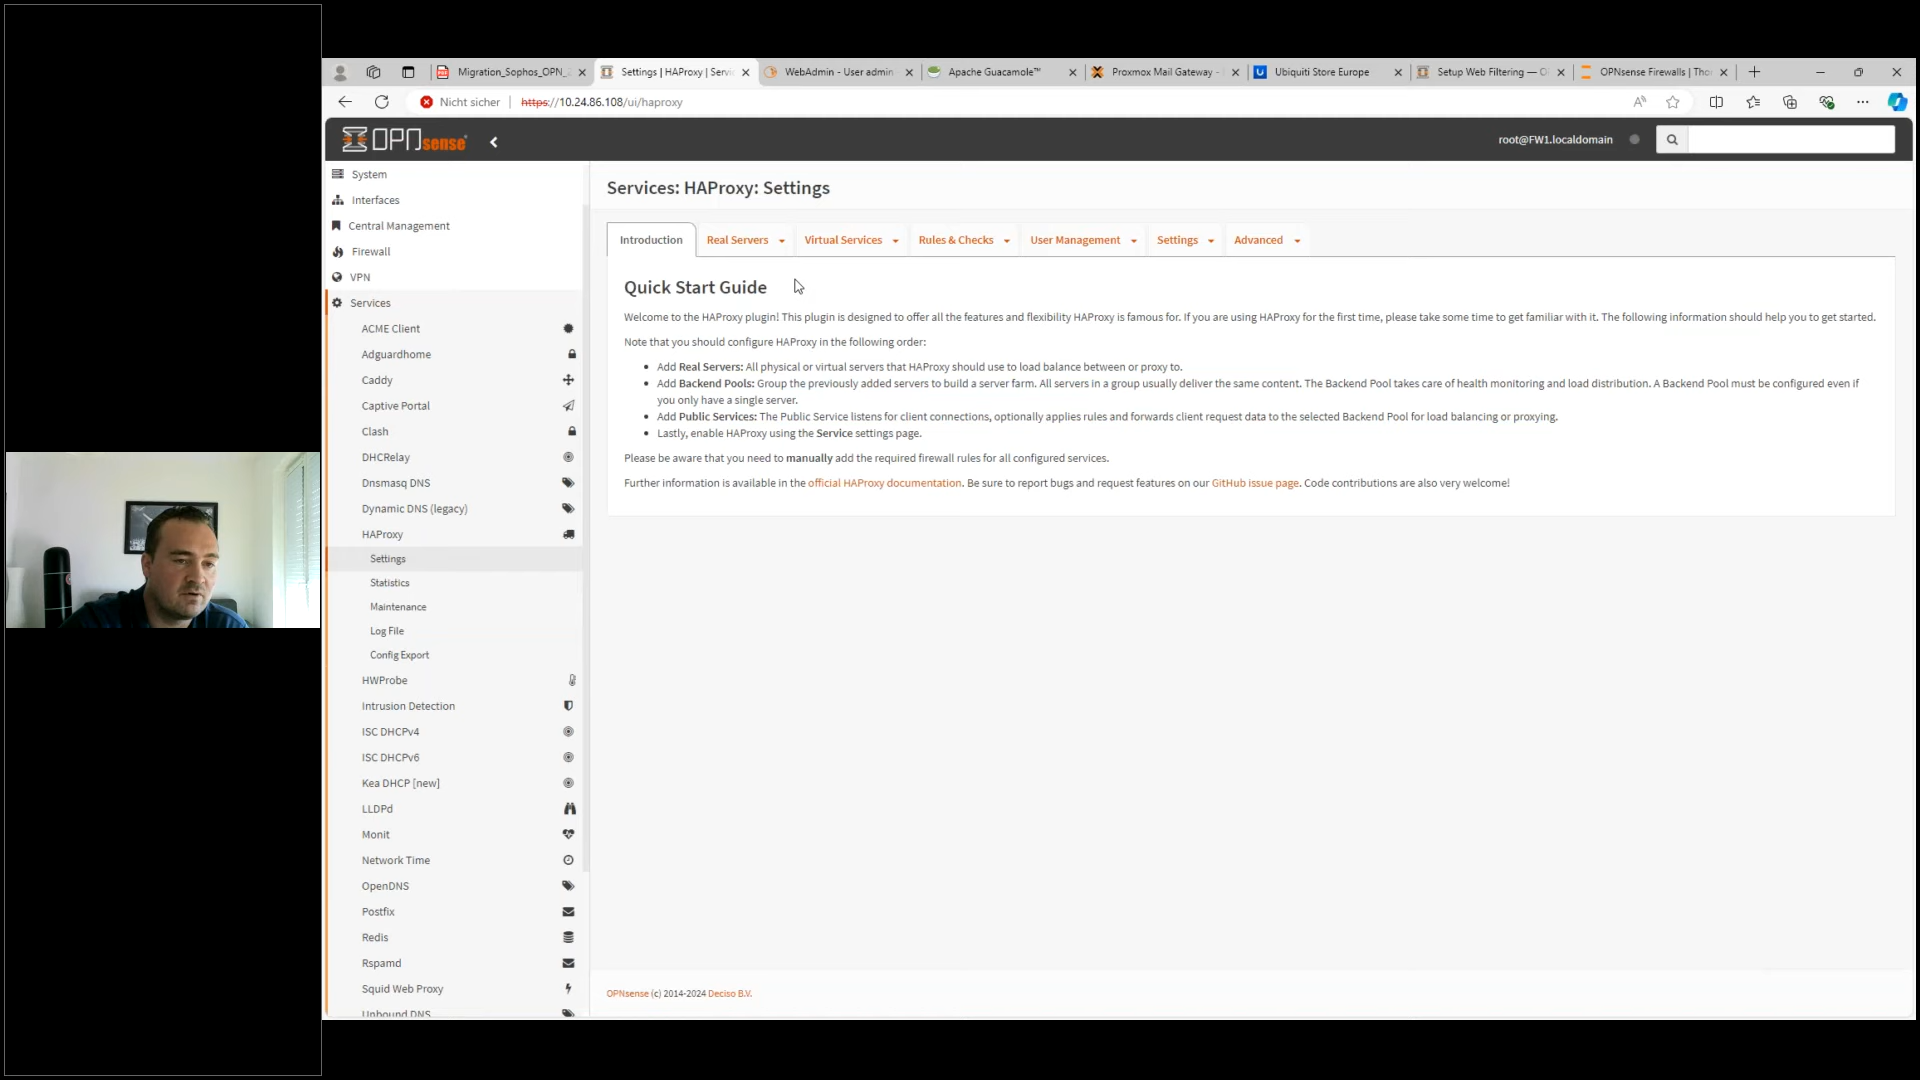 Migration_Sophos_OPN_
Settings | HAProxy | Servi
WebAdmin - User admin
Apache Guacamole™
Proxmox Mail Gateway -
Ubiquiti Store Europe
Setup Web Filtering — O
OPNsense Firewalls | Tho
Nicht sicher
https://10.24.86.108/ui/haproxy
OPNsense
root@FW1.localdomain
System
Interfaces
Central Management
Firewall
VPN
Services
ACME Client
Adguardhome
Caddy
Captive Portal
Clash
DHCRelay
Dnsmasq DNS
Dynamic DNS (legacy)
HAProxy
Settings
Statistics
Maintenance
Log File
Config Export
HWProbe
Intrusion Detection
ISC DHCPv4
ISC DHCPv6
Kea DHCP [new]
LLDPd
Monit
Network Time
OpenDNS
Postfix
Redis
Rspamd
Squid Web Proxy
Unbound DNS
Services: HAProxy: Settings
Introduction
Real Servers
Virtual Services
Rules & Checks
User Management
Settings
Advanced
Quick Start Guide
Welcome to the HAProxy plugin! This plugin is designed to offer all the features and flexibility HAProxy is famous for. If you are using HAProxy for the first time, please take some time to get familiar with it. The following information should help you to get started.
Note that you should configure HAProxy in the following order:
Add Real Servers: All physical or virtual servers that HAProxy should use to load balance between or proxy to.
Add Backend Pools: Group the previously added servers to build a server farm. All servers in a group usually deliver the same content. The Backend Pool takes care of health monitoring and load distribution. A Backend Pool must be configured even if
you only have a single server.
Add Public Services: The Public Service listens for client connections, optionally applies rules and forwards client request data to the selected Backend Pool for load balancing or proxying.
Lastly, enable HAProxy using the Service settings page.
Please be aware that you need to manually add the required firewall rules for all configured services.
Further information is available in the official HAProxy documentation. Be sure to report bugs and request features on our GitHub issue page. Code contributions are also very welcome!
OPNsense (c) 2014-2024 Deciso B.V.